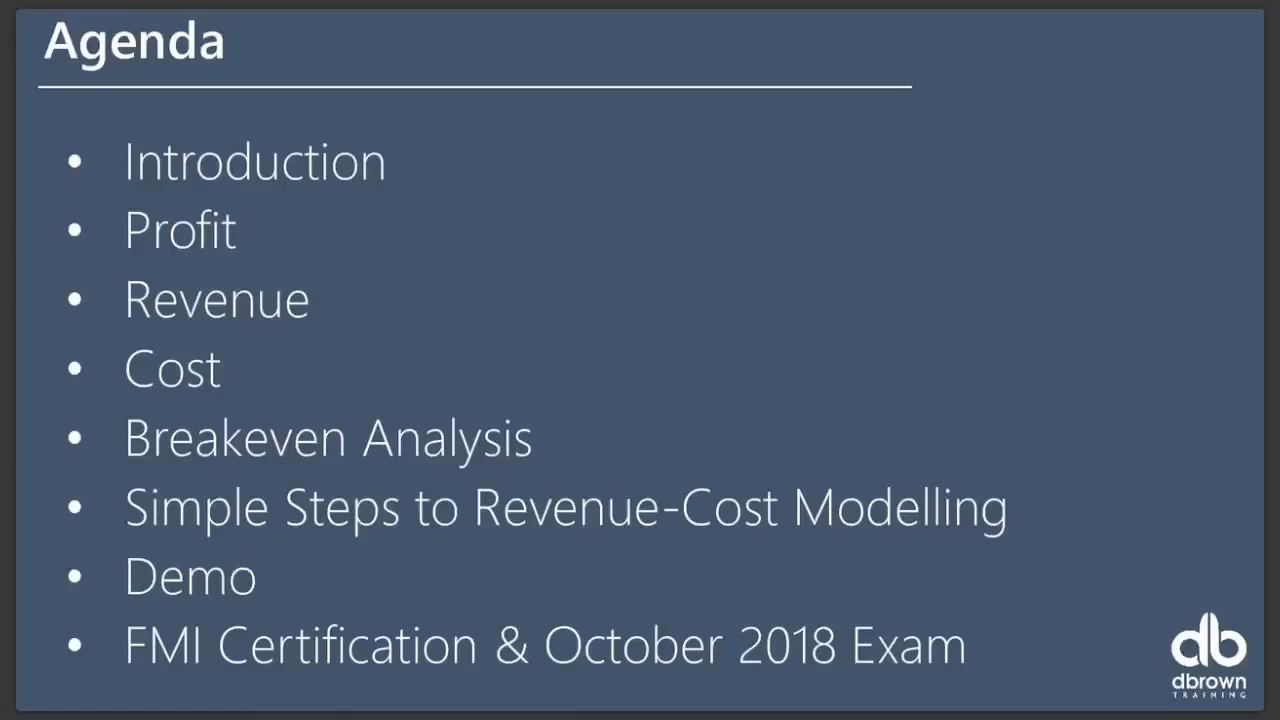 Agenda
• Introduction
• Profit
• Revenue
• Cost
• Breakeven Analysis
• Simple Steps to Revenue-Cost Modelling
• Demo
• FMI Certification & October 2018 Exam
db
dbrown
TRAINING